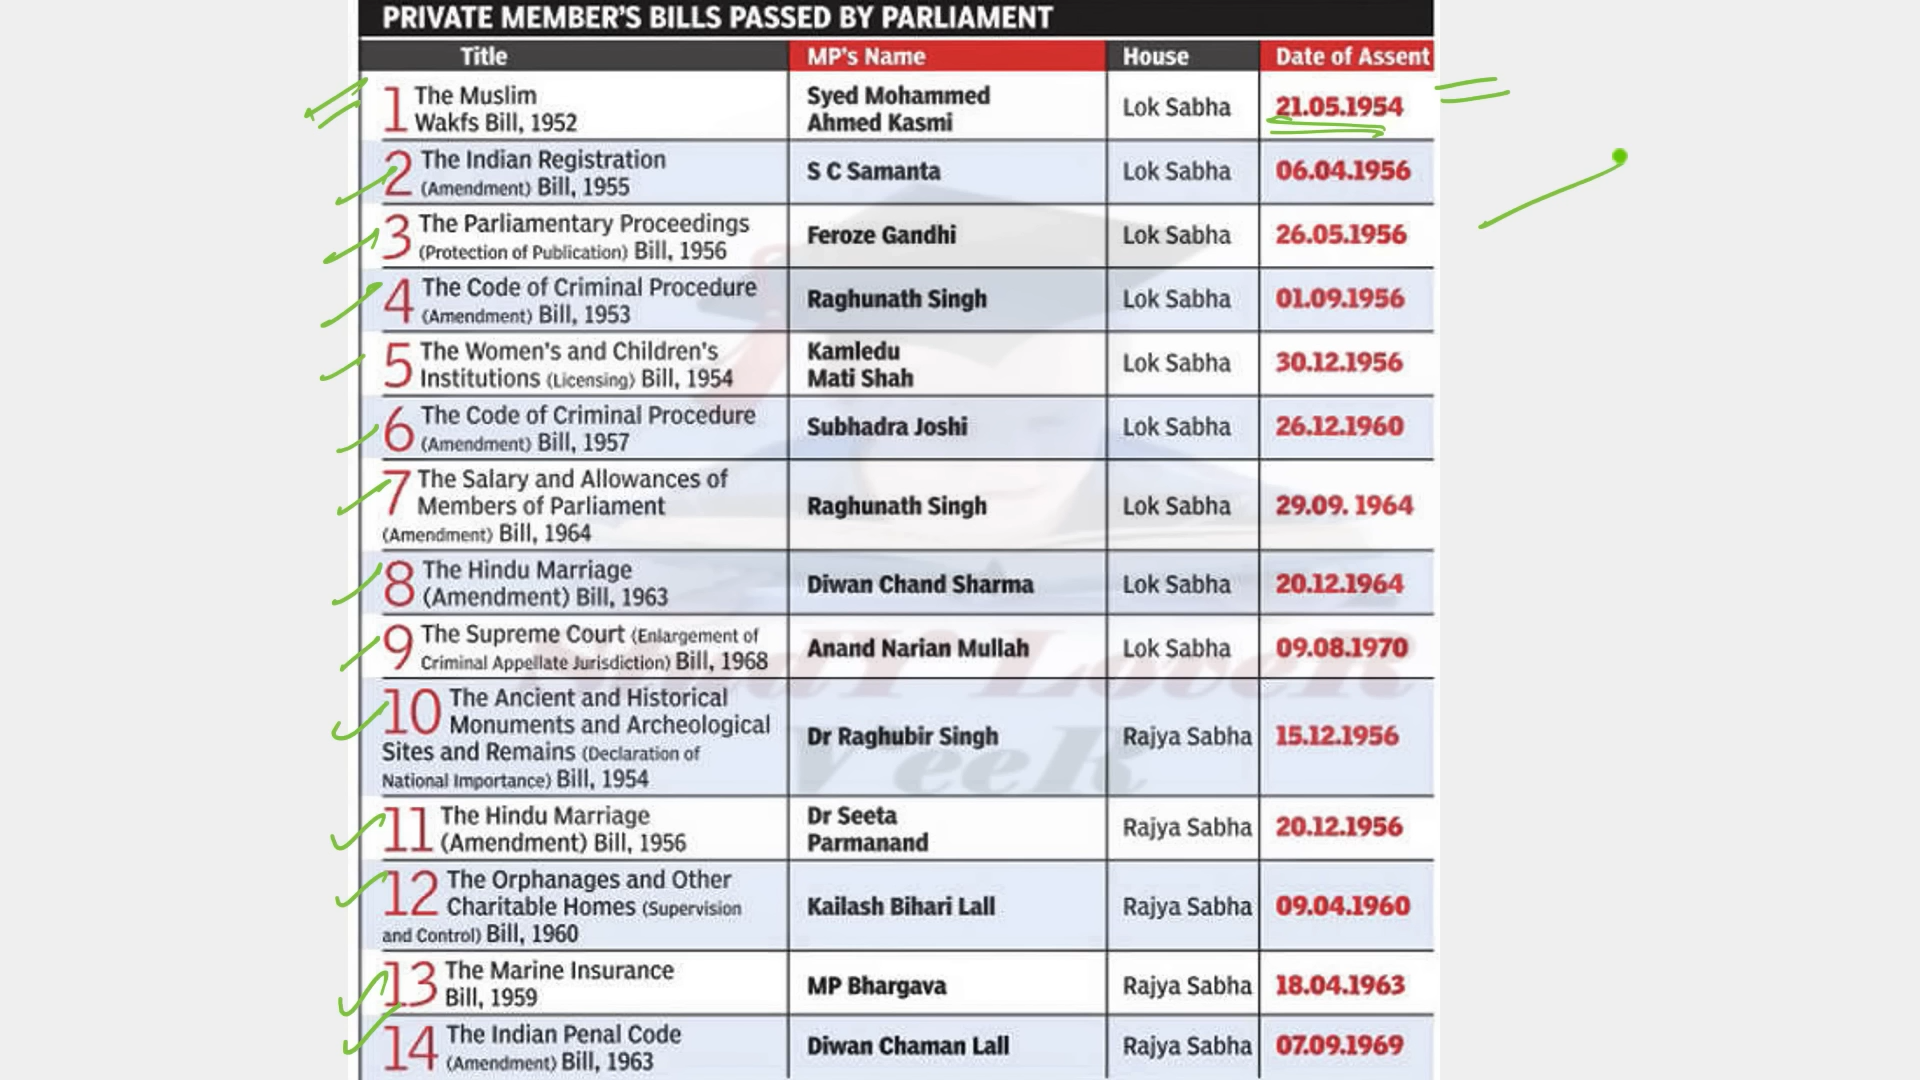 PRIVATE MEMBER'S BILLS PASSED BY PARLIAMENT
Title MP's Name House Date of Assent
1 The Muslim
Wakfs Bill, 1952
Syed Mohammed
Ahmed Kasmi
Lok Sabha
21.05.1954
2 The Indian Registration
(Amendment) Bill, 1955
S C Samanta
Lok Sabha
06.04.1956
3 The Parliamentary Proceedings
(Protection of Publication) Bill, 1956
Feroze Gandhi
Lok Sabha
26.05.1956
4 The Code of Criminal Procedure
(Amendment) Bill, 1953
Raghunath Singh
Lok Sabha
01.09.1956
5 The Women's and Children's
Institutions (Licensing) Bill, 1954
Kamledu
Mati Shah
Lok Sabha
30.12.1956
6 The Code of Criminal Procedure
(Amendment) Bill, 1957
Subhadra Joshi
Lok Sabha
26.12.1960
7 The Salary and Allowances of
Members of Parliament
(Amendment) Bill, 1964
Raghunath Singh
Lok Sabha
29.09. 1964
8 The Hindu Marriage
(Amendment) Bill, 1963
Diwan Chand Sharma
Lok Sabha
20.12.1964
9 The Supreme Court (Enlargement of
Criminal Appellate Jurisdiction) Bill, 1968
Anand Narian Mullah
Lok Sabha
09.08.1970
10 The Ancient and Historical
Monuments and Archeological
Sites and Remains (Declaration of
National Importance) Bill, 1954
Dr Raghubir Singh
Rajya Sabha
15.12.1956
11 The Hindu Marriage
(Amendment) Bill, 1956
Dr Seeta
Parmanand
Rajya Sabha
20.12.1956
12 The Orphanages and Other
Charitable Homes (Supervision
and Control) Bill, 1960
Kailash Bihari Lall
Rajya Sabha
09.04.1960
13 The Marine Insurance
Bill, 1959
MP Bhargava
Rajya Sabha
18.04.1963
14 The Indian Penal Code
(Amendment) Bill, 1963
Diwan Chaman Lall
Rajya Sabha
07.09.1969
StudY LoveR
VeeR